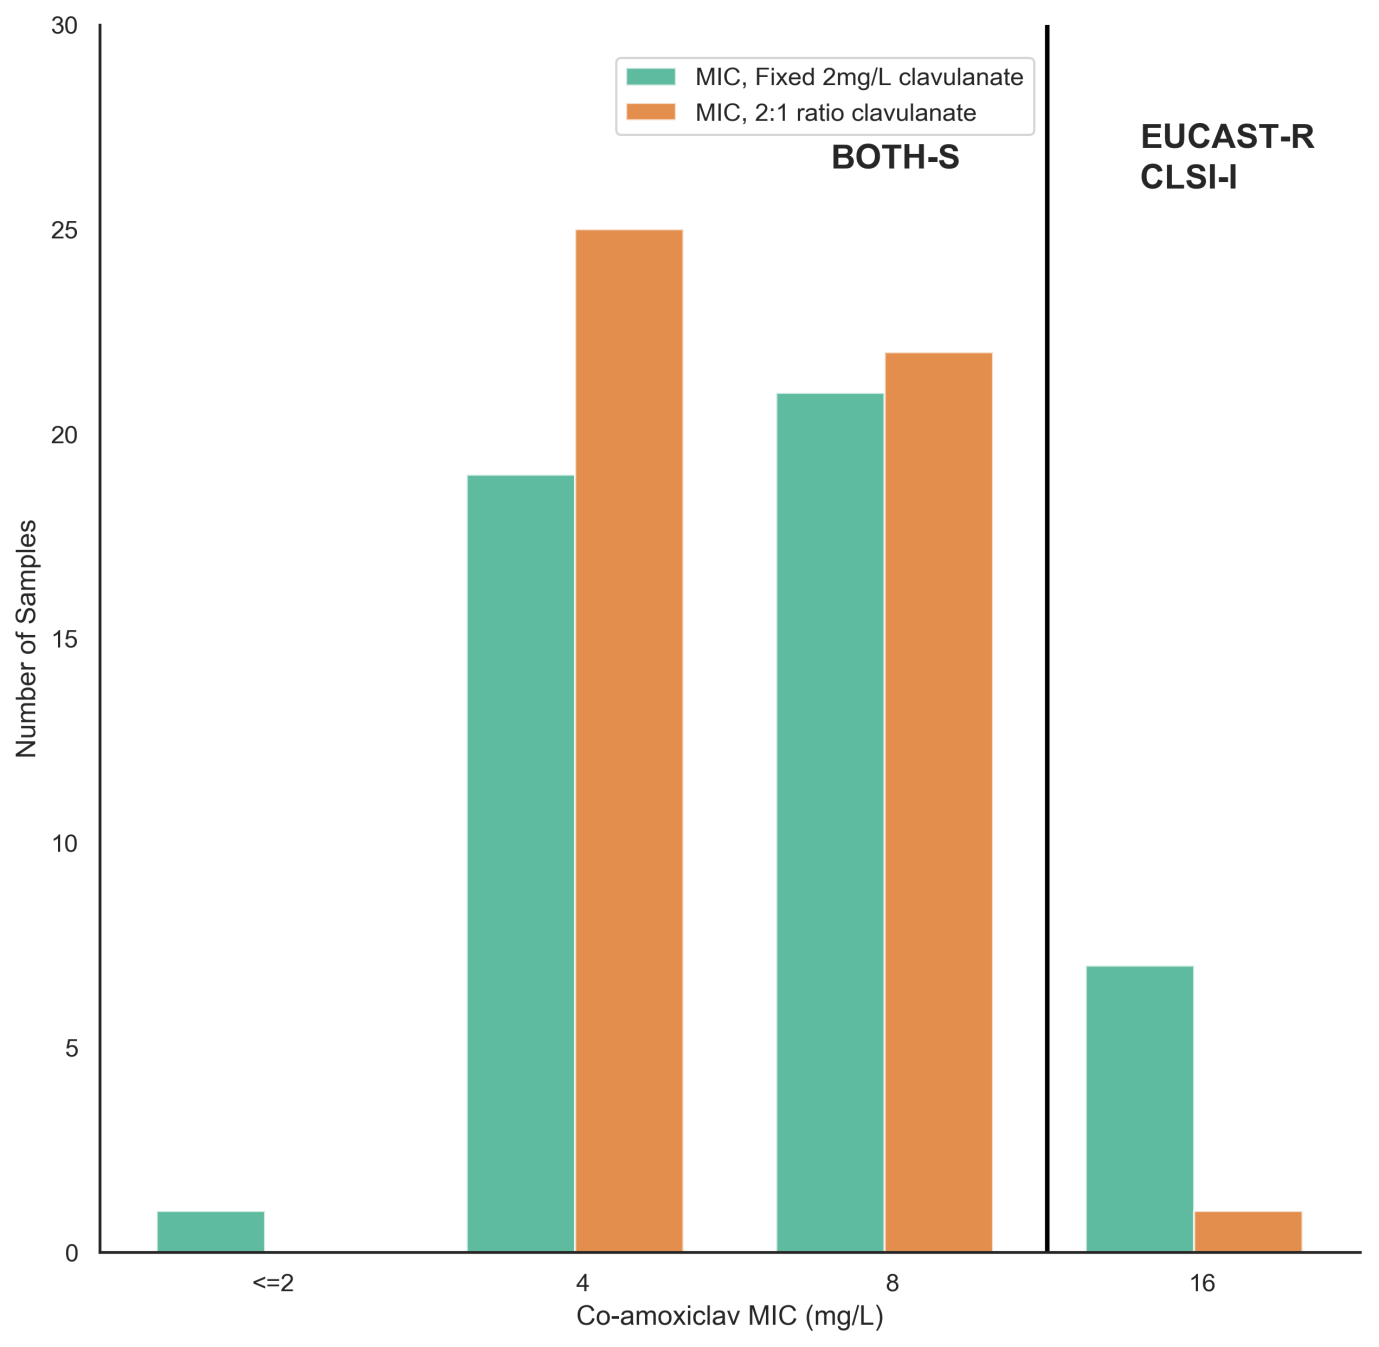 30
MIC, Fixed 2mg/L clavulanate
MIC, 2:1 ratio clavulanate
BOTH-S
EUCAST-R
CLSI-I
25
20
15
10
5
0
Number of Samples
<=2
4
8
16
Co-amoxiclav MIC (mg/L)